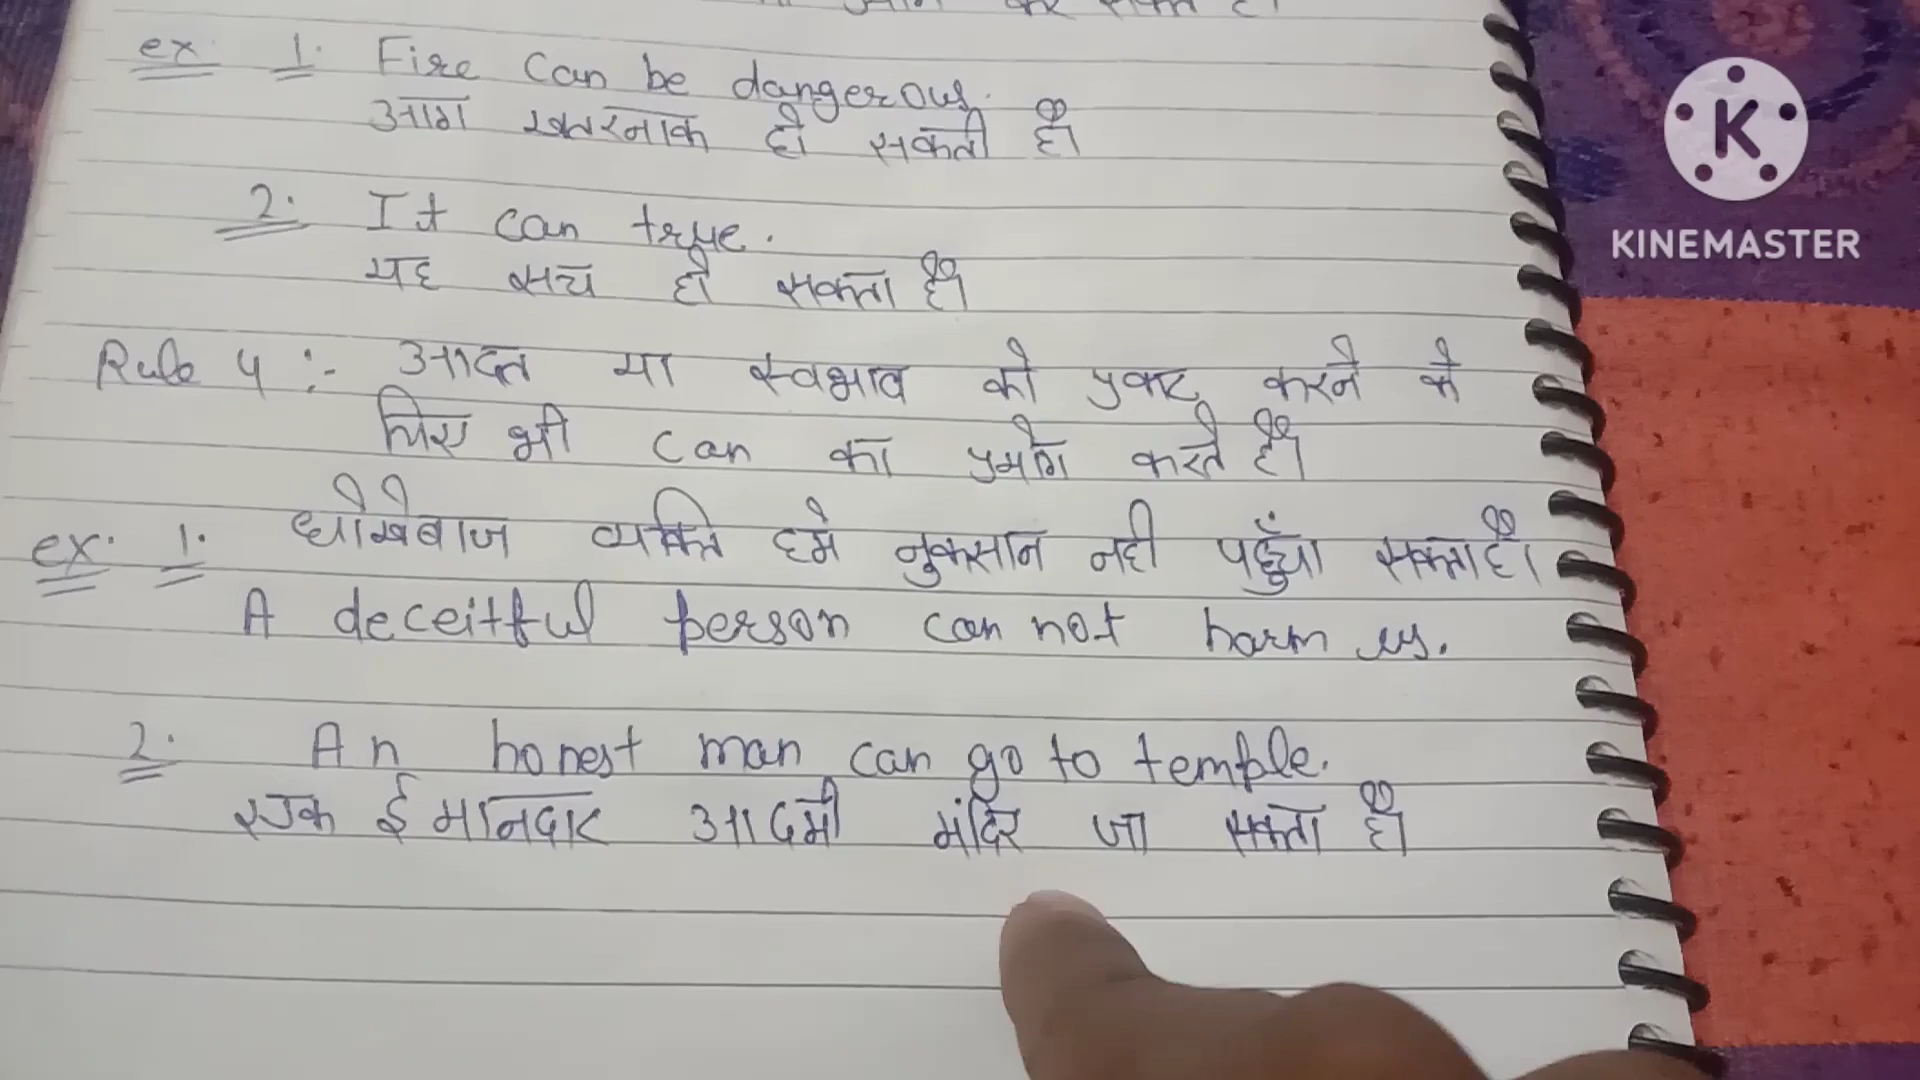 ex. 1. Fire can be dangerous.
आग खतरनाक हो सकती है।
2. It can true.
यह सच हो सकता है।
Rule 4 :- आदत या स्वभाव को प्रकट करने के
लिए भी can का प्रयोग करते है।
ex. 1. धोखेबाज व्यक्ति हमे नुकसान नही पहुँचा सकता है।
A deceitful person can not harm us.
2. An honest man can go to temple.
एक ईमानदार आदमी मंदिर जा सकता है।
K
KINEMASTER